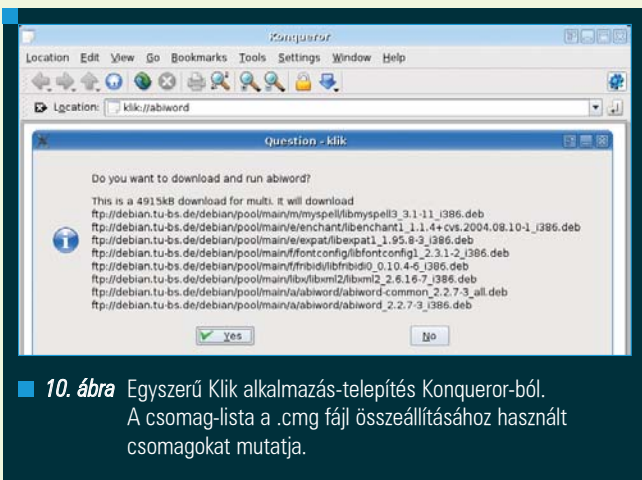 Konqueror
Location Edit View Go Bookmarks Tools Settings Window Help
Location: klik://abiword
Question - klik
Do you want to download and run abiword?
This is a 4915kB download for multi. It will download
ftp://debian.tu-bs.de/debian/pool/main/m/myspell/libmyspell3_3.1-11_i386.deb
ftp://debian.tu-bs.de/debian/pool/main/e/enchant/libenchant1_1.1.4+cvs.2004.08.10-1_i386.deb
ftp://debian.tu-bs.de/debian/pool/main/e/expat/libexpat1_1.95.8-3_i386.deb
ftp://debian.tu-bs.de/debian/pool/main/f/fontconfig/libfontconfig1_2.3.1-2_i386.deb
ftp://debian.tu-bs.de/debian/pool/main/f/fribidi/libfribidi0_0.10.4-6_i386.deb
ftp://debian.tu-bs.de/debian/pool/main/libx/libxml2/libxml2_2.6.16-7_i386.deb
ftp://debian.tu-bs.de/debian/pool/main/a/abiword/abiword-common_2.2.7-3_all.deb
ftp://debian.tu-bs.de/debian/pool/main/a/abiword/abiword_2.2.7-3_i386.deb
Yes No
10. ábra Egyszerű Klik alkalmazás-telepítés Konqueror-ból.
A csomag-lista a .cmg fájl összeállításához használt
csomagokat mutatja.